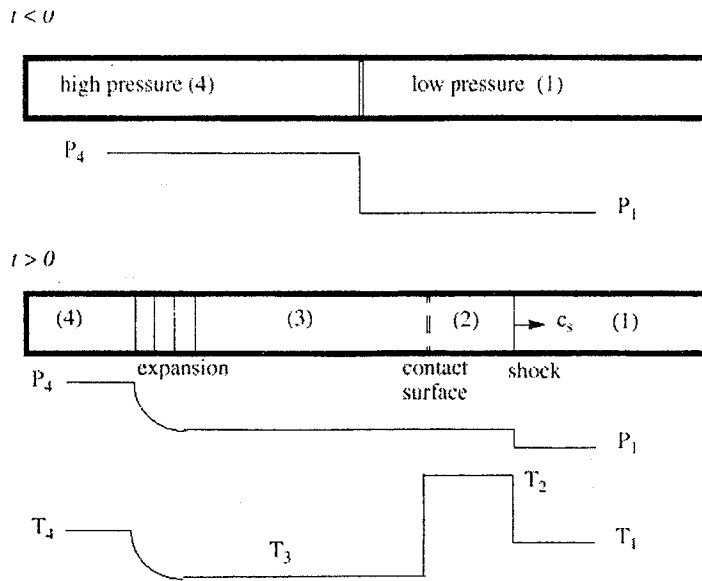 t < 0
high pressure (4) low pressure (1)
P4
P1
t > 0
(4) (3) (2) cs (1)
expansion contact surface shock
P4
P1
T2
T4 T3 T1